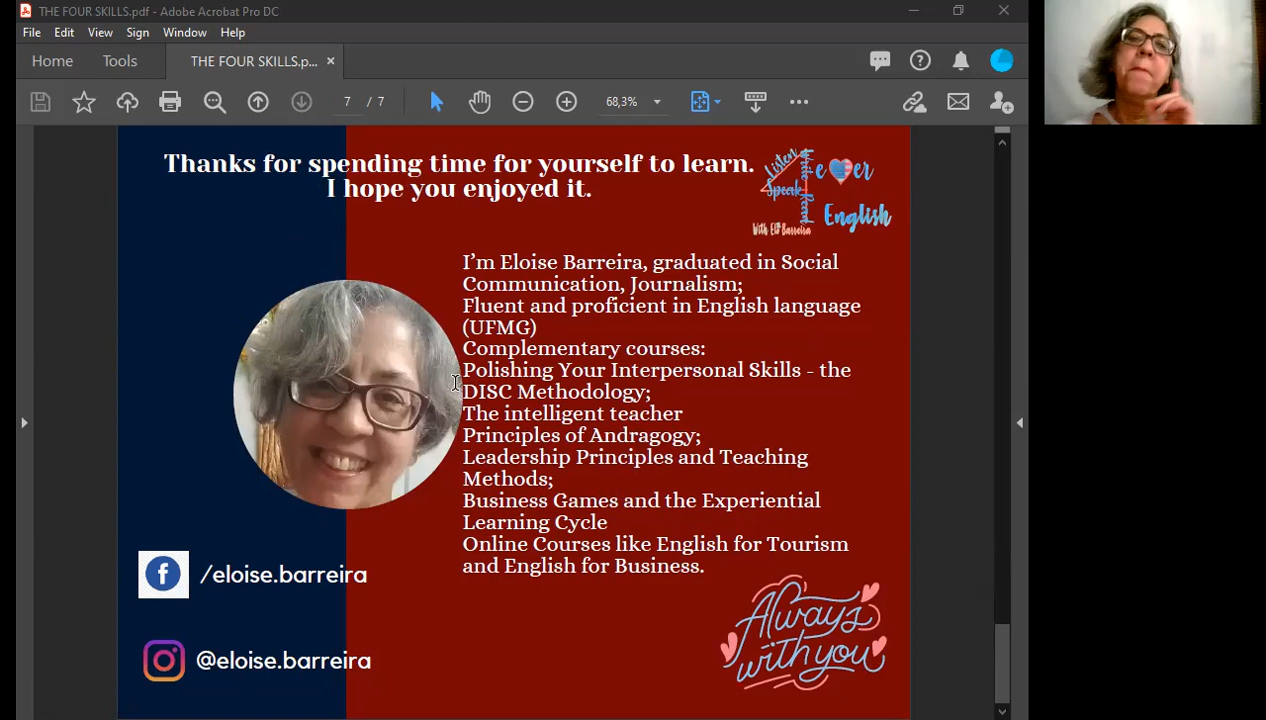 THE FOUR SKILLS.pdf - Adobe Acrobat Pro DC
File Edit View Sign Window Help
Home Tools THE FOUR SKILLS.p... ×
7 / 7 68,3%
Thanks for spending time for yourself to learn.
I hope you enjoyed it.
Listen
Write
Speak
Read
4e er
English
With Elô Barreira
I’m Eloise Barreira, graduated in Social
Communication, Journalism;
Fluent and proficient in English language
(UFMG)
Complementary courses:
Polishing Your Interpersonal Skills - the
DISC Methodology;
The intelligent teacher
Principles of Andragogy;
Leadership Principles and Teaching
Methods;
Business Games and the Experiential
Learning Cycle
Online Courses like English for Tourism
and English for Business.
f /eloise.barreira
@eloise.barreira
Always
with you